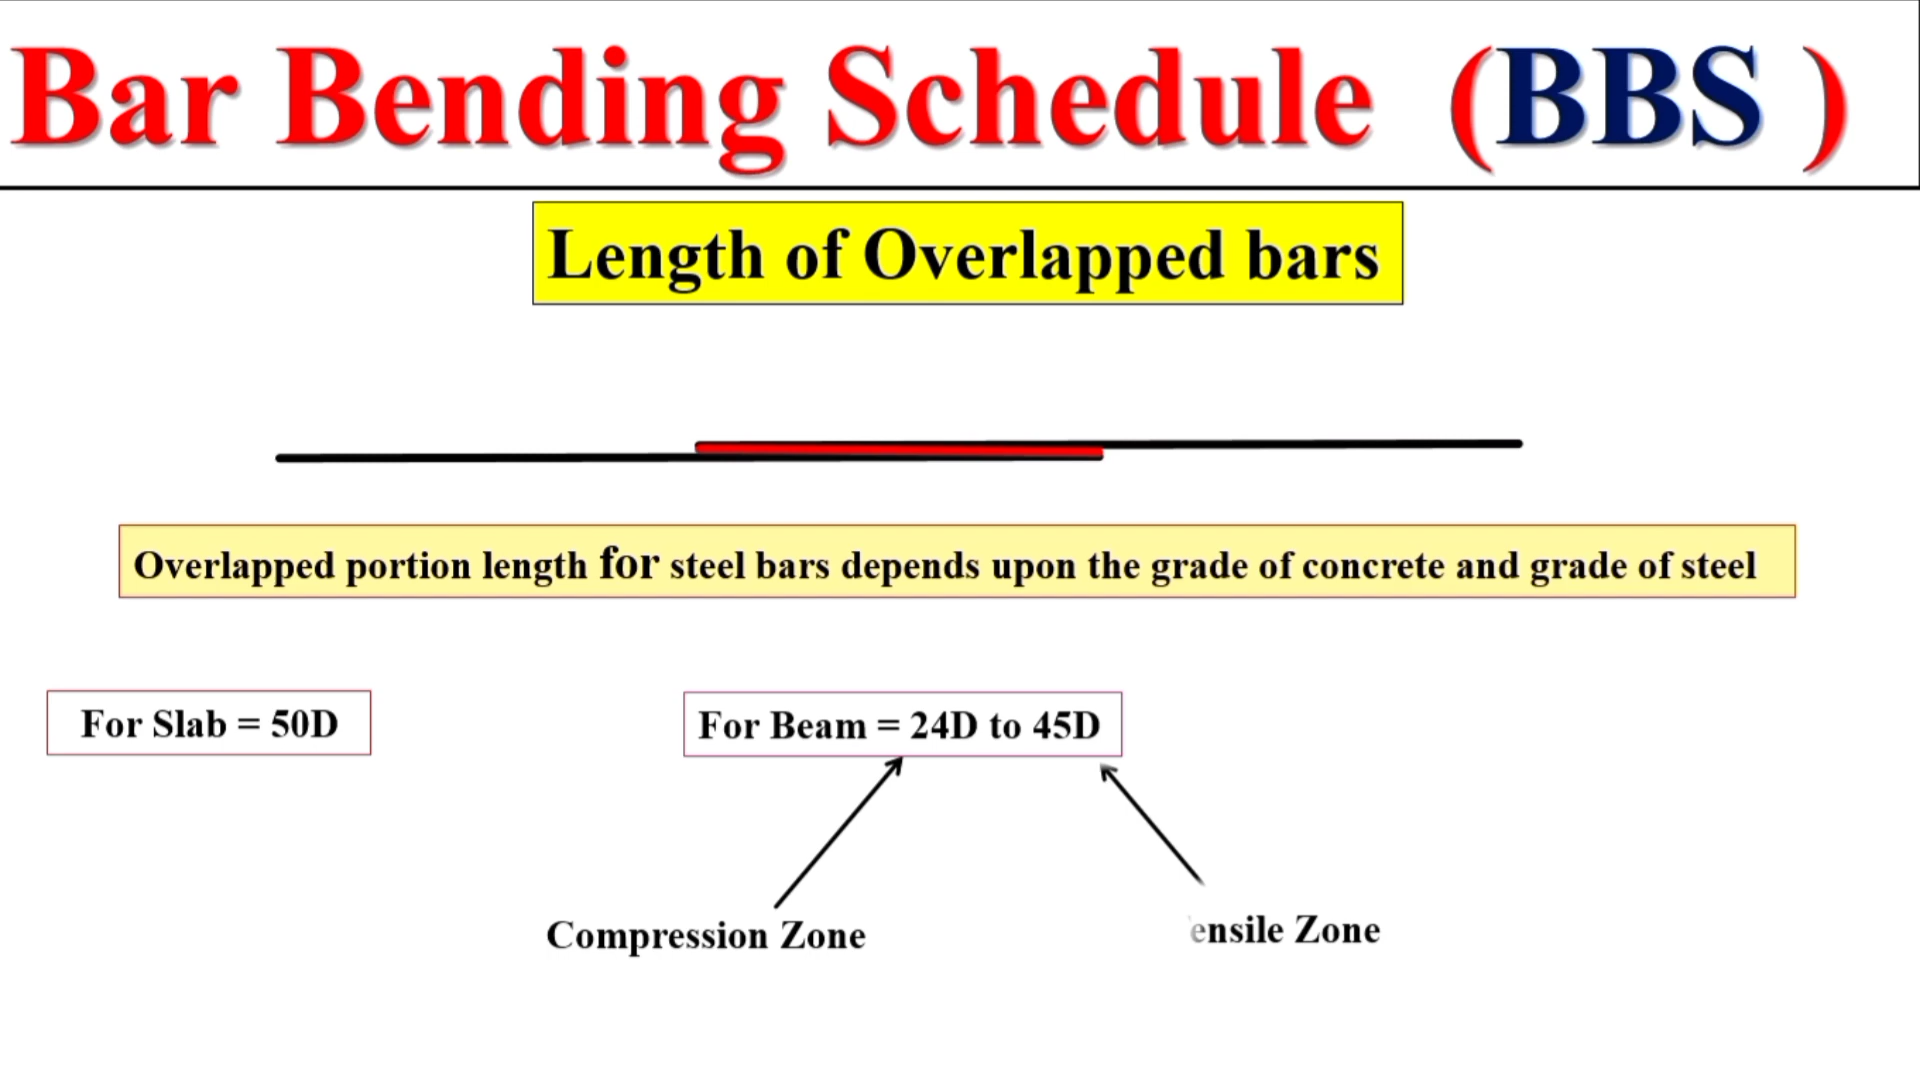 Bar Bending Schedule (BBS )
Length of Overlapped bars
Overlapped portion length for steel bars depends upon the grade of concrete and grade of steel
For Slab = 50D
For Beam = 24D to 45D
Compression Zone
ensile Zone